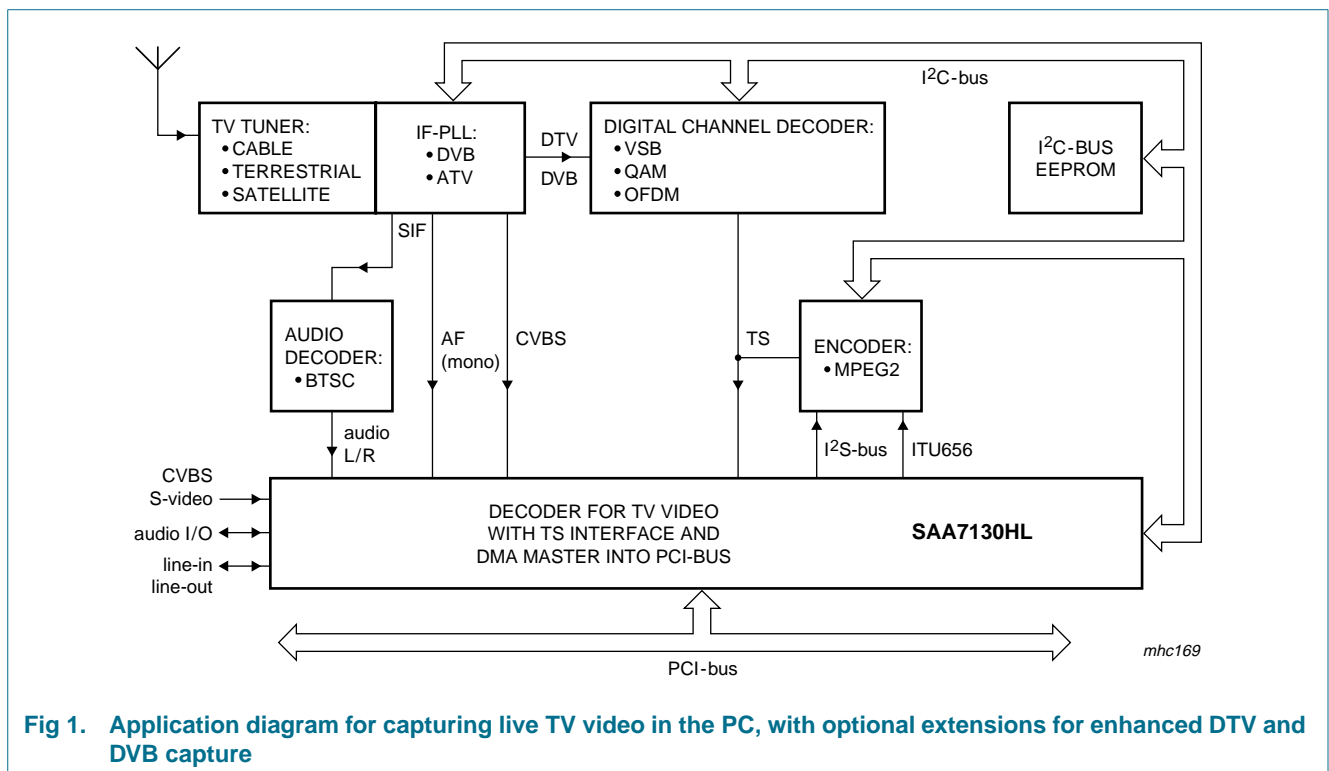 I2C-bus
TV TUNER:
• CABLE
• TERRESTRIAL
• SATELLITE
IF-PLL:
• DVB
• ATV
DTV
DVB
DIGITAL CHANNEL DECODER:
• VSB
• QAM
• OFDM
I2C-BUS
EEPROM
SIF
AUDIO
DECODER:
• BTSC
AF
(mono)
CVBS
TS
ENCODER:
• MPEG2
audio
L/R
I2S-bus
ITU656
CVBS
S-video
audio I/O
line-in
line-out
DECODER FOR TV VIDEO
WITH TS INTERFACE AND
DMA MASTER INTO PCI-BUS
SAA7130HL
PCI-bus
mhc169
Fig 1. Application diagram for capturing live TV video in the PC, with optional extensions for enhanced DTV and
DVB capture